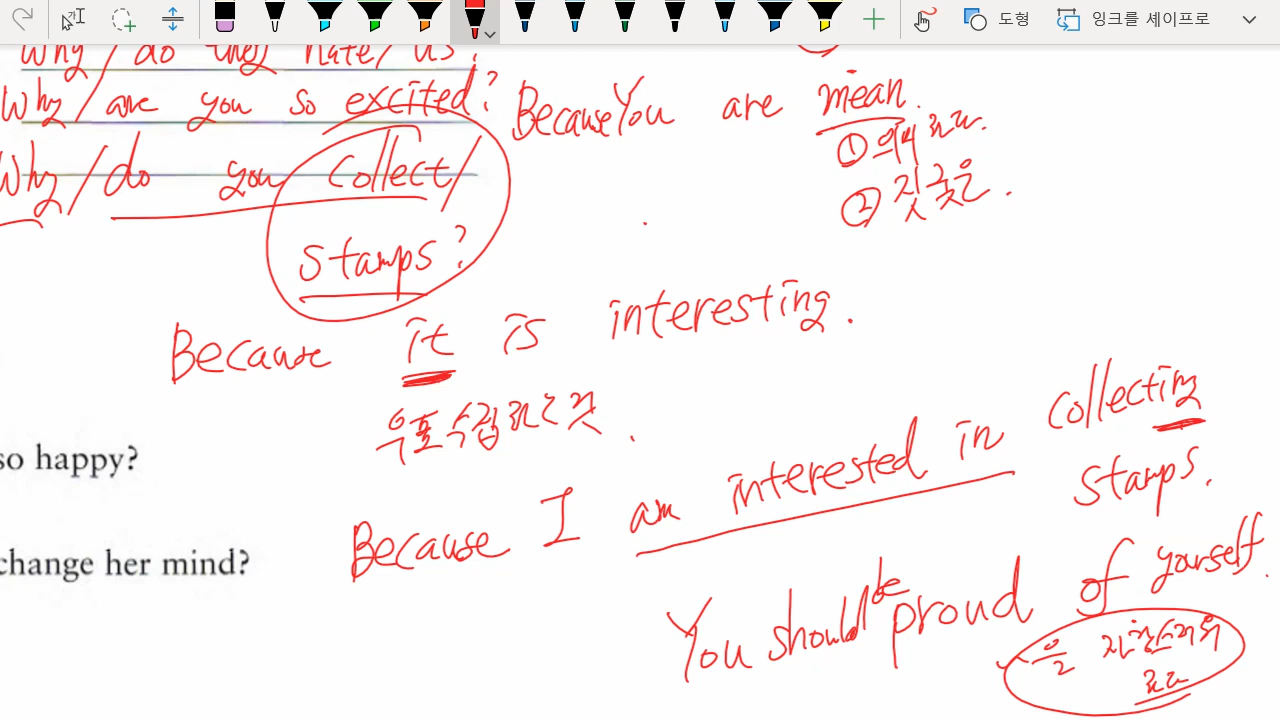 도형 잉크를 셰이프로
Why / do they hate / us?
Why / are you so excited? Because You are mean.
① 의미하다.
② 짓궂은.
Why / do you collect /
stamps?
Because it is interesting.
우표 수집하는 것.
so happy?
Because I am interested in collecting
stamps.
change her mind?
You should be proud of yourself.
을 자랑스러워
하다